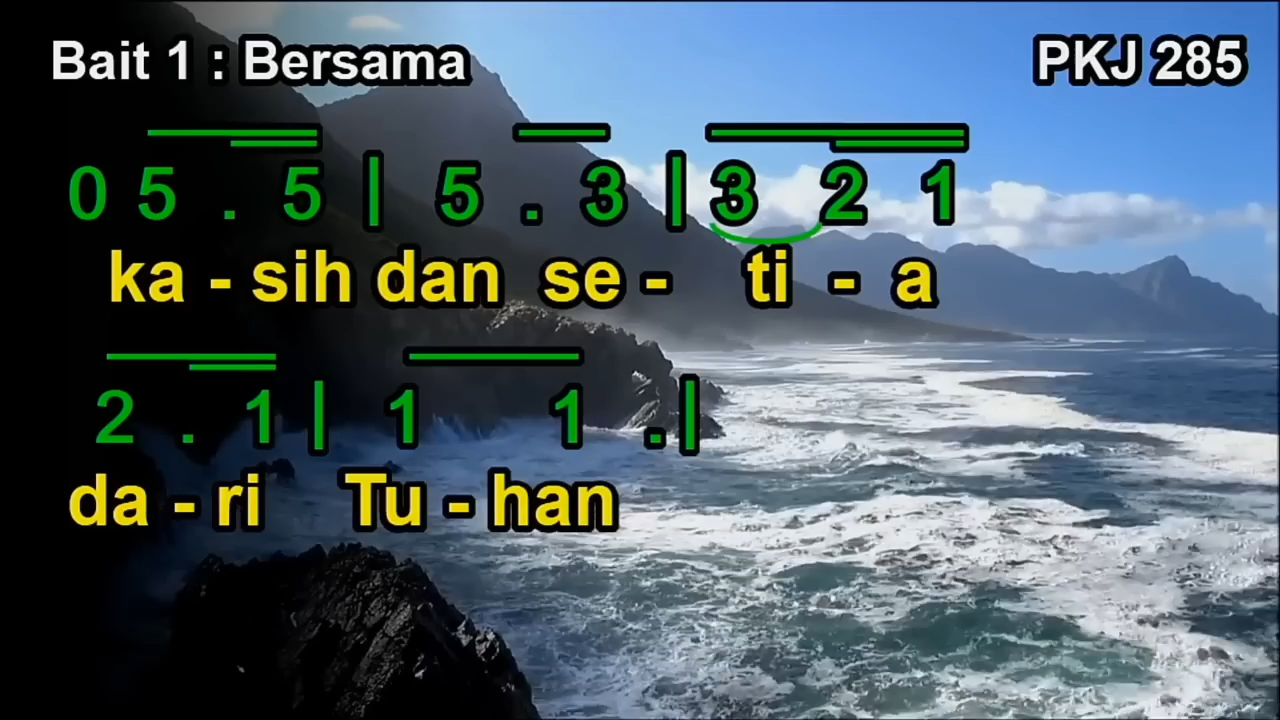 Bait 1 : Bersama PKJ 285
0 5 . 5 | 5 . 3 | 3 2 1
ka - sih dan se - ti - a
2 . 1 | 1 1 . |
da - ri Tu - han